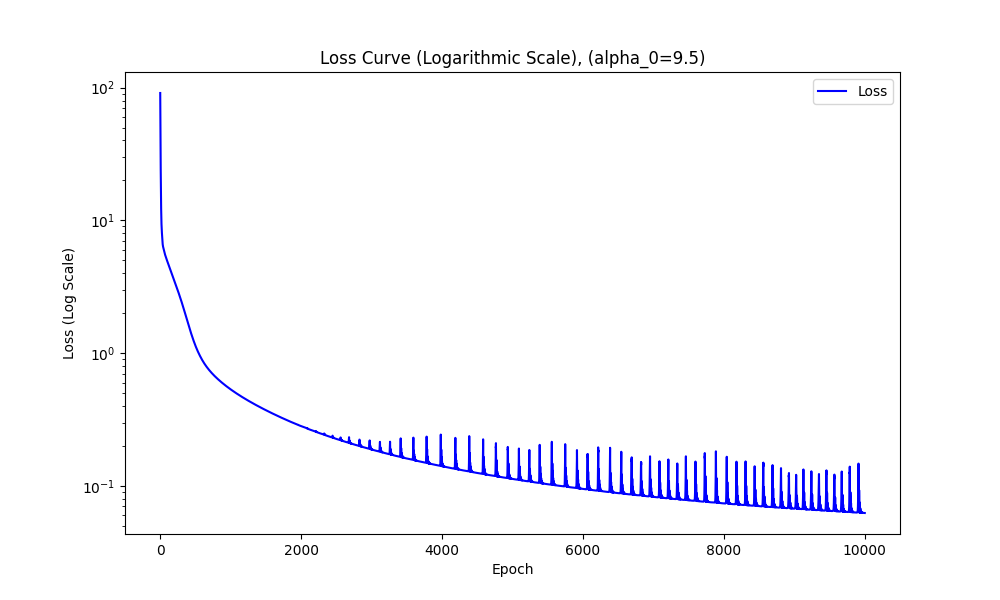 Loss Curve (Logarithmic Scale), (alpha_0=9.5)
Loss
10²
10¹
10⁰
10⁻¹
Loss (Log Scale)
0 2000 4000 6000 8000 10000
Epoch